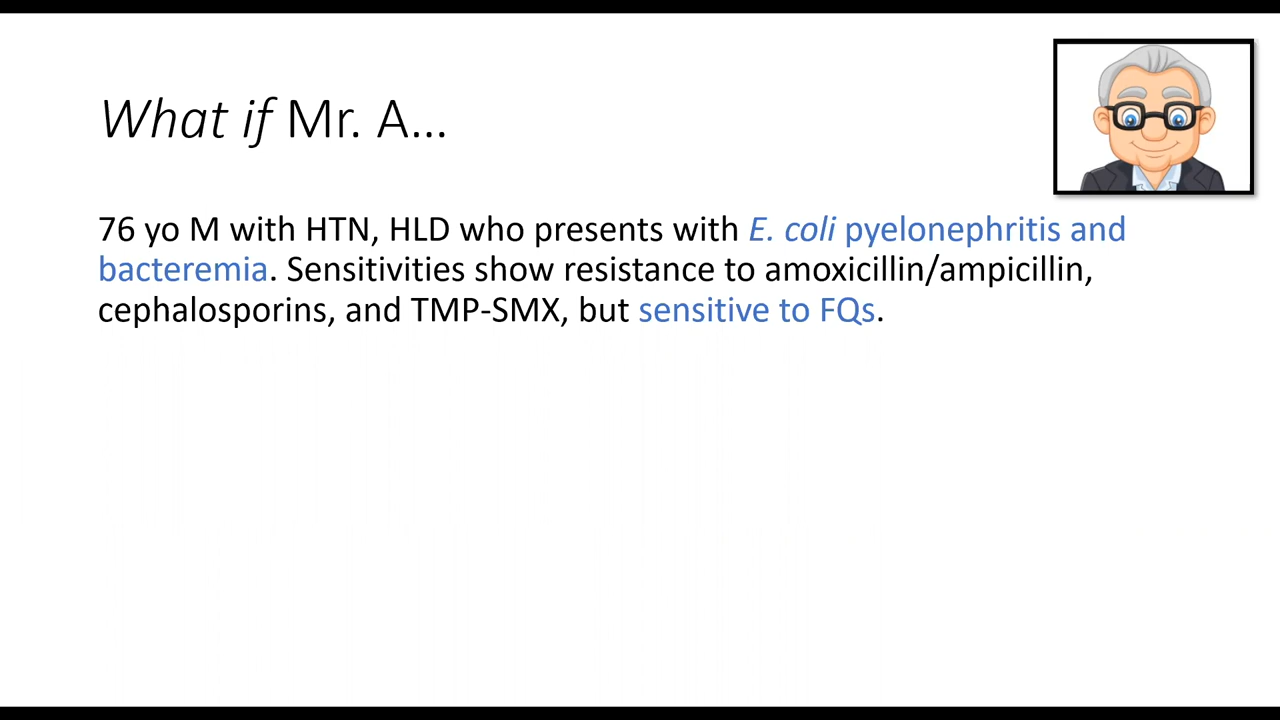 What if Mr. A...
76 yo M with HTN, HLD who presents with E. coli pyelonephritis and
bacteremia. Sensitivities show resistance to amoxicillin/ampicillin,
cephalosporins, and TMP-SMX, but sensitive to FQs.